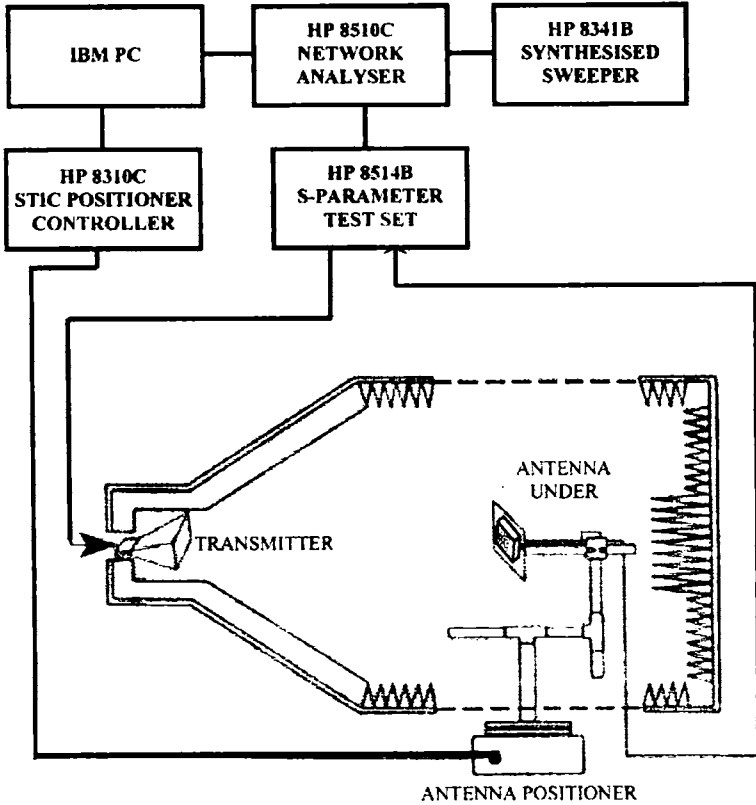 IBM PC
HP 8510C
NETWORK
ANALYSER
HP 8341B
SYNTHESISED
SWEEPER
HP 8310C
STIC POSITIONER
CONTROLLER
HP 8514B
S-PARAMETER
TEST SET
ANTENNA
UNDER
TRANSMITTER
ANTENNA POSITIONER